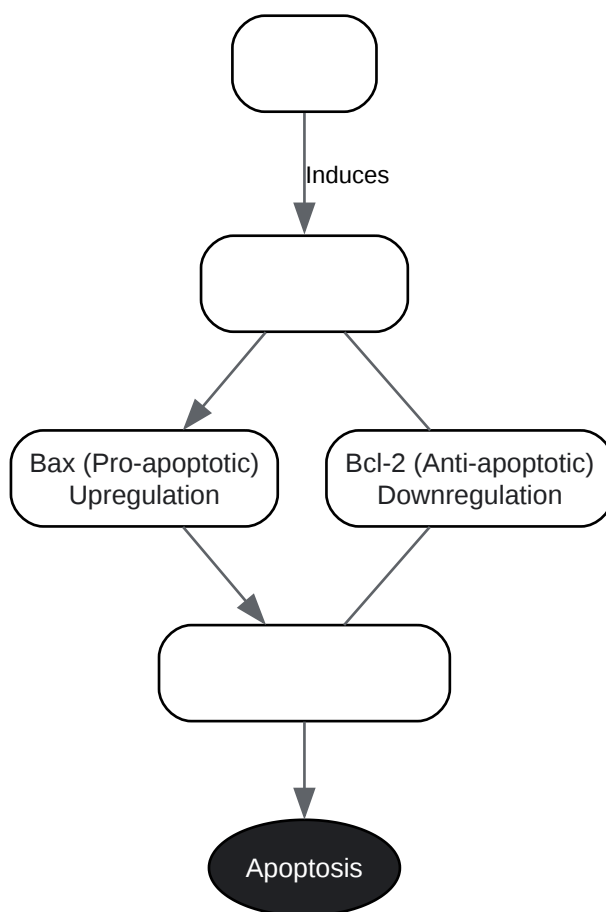 Induces
Bax (Pro-apoptotic)
Upregulation
Bcl-2 (Anti-apoptotic)
Downregulation
Apoptosis